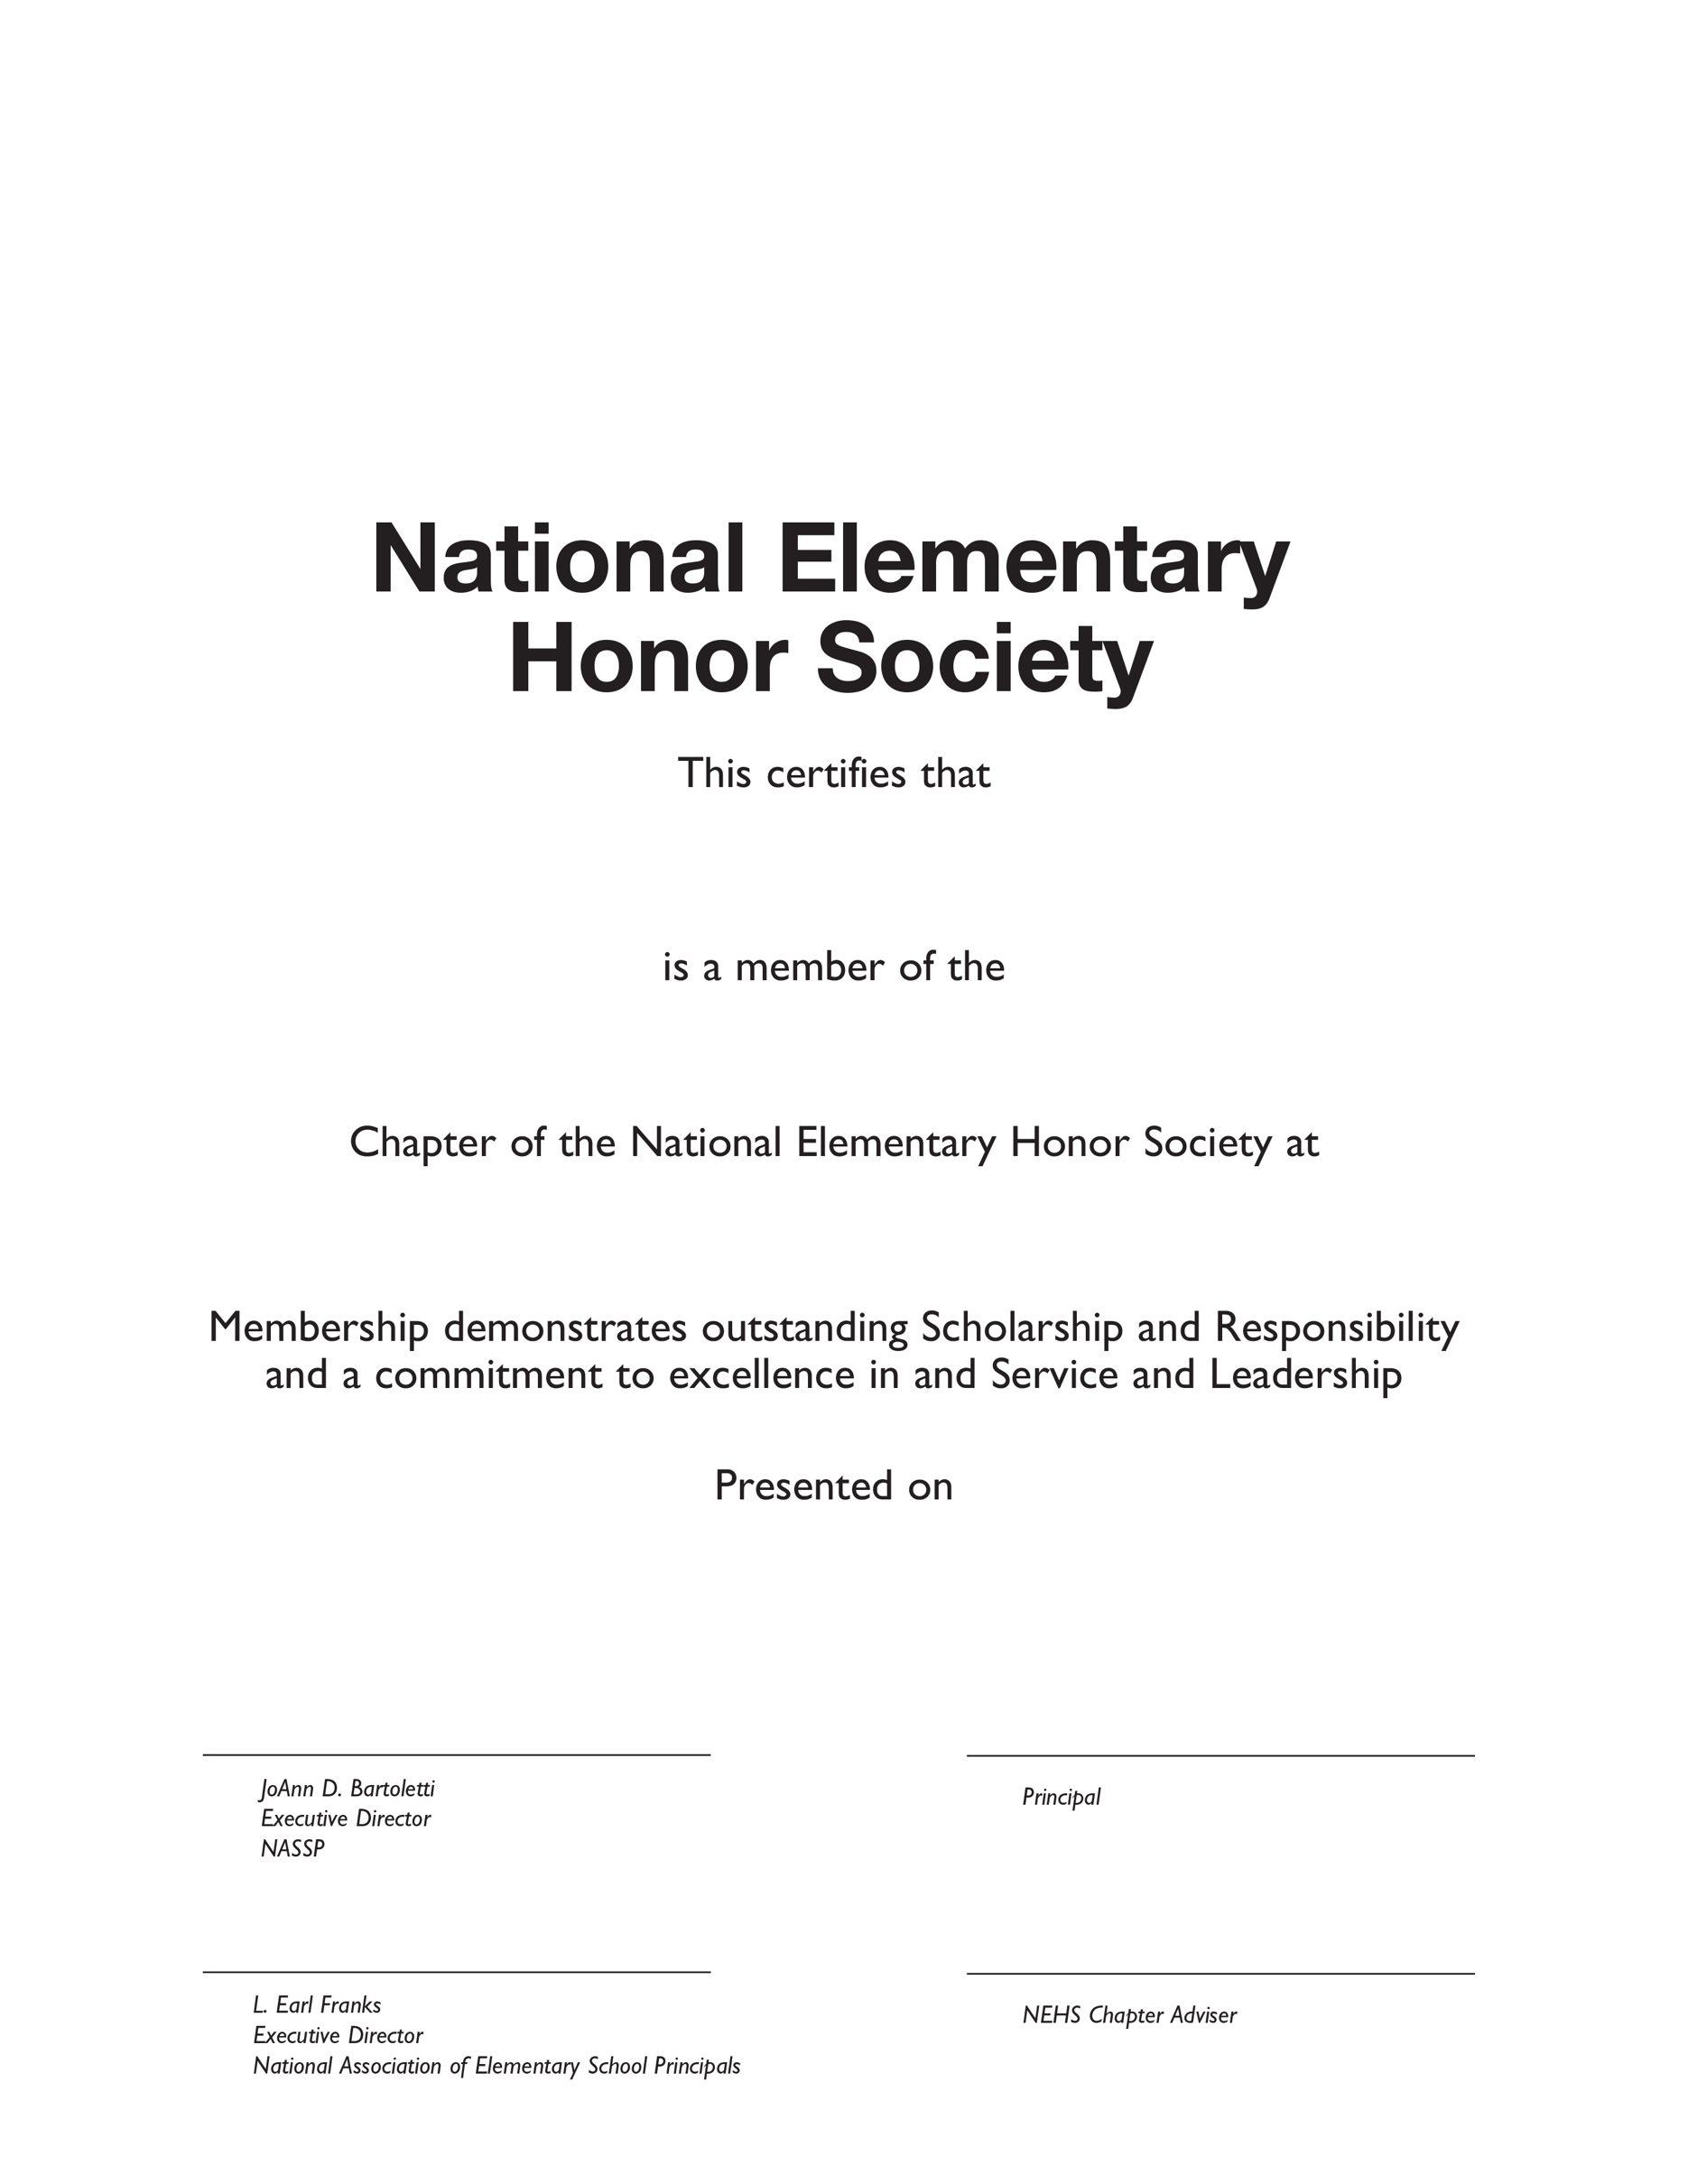 National Elementary
Honor Society
This certifies that
is a member of the
Chapter of the National Elementary Honor Society at
Membership demonstrates outstanding Scholarship and Responsibility
and a commitment to excellence in and Service and Leadership
Presented on
JoAnn D. Bartoletti
Executive Director
NASSP
Principal
L. Earl Franks
Executive Director
National Association of Elementary School Principals
NEHS Chapter Adviser